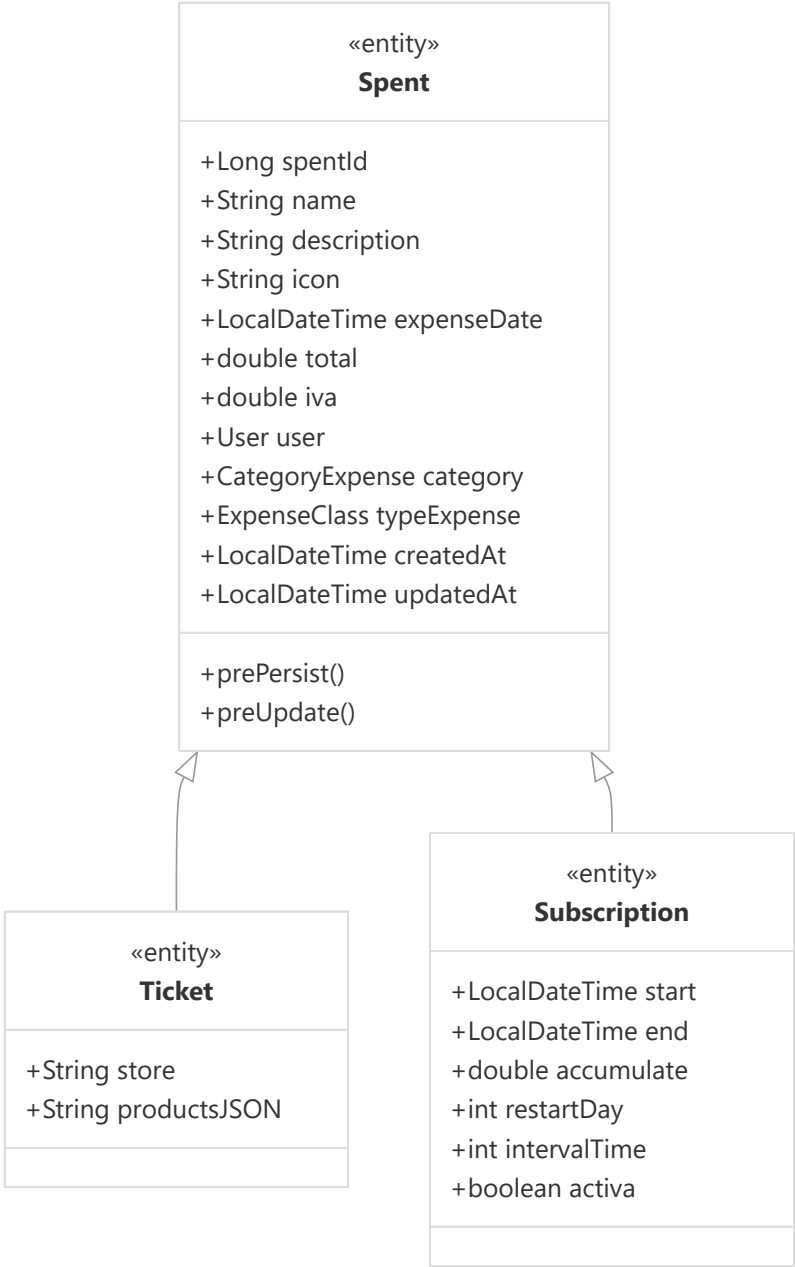 «entity»
Spent
+Long spentId
+String name
+String description
+String icon
+LocalDateTime expenseDate
+double total
+double iva
+User user
+CategoryExpense category
+ExpenseClass typeExpense
+LocalDateTime createdAt
+LocalDateTime updatedAt
+prePersist()
+preUpdate()
«entity»
Ticket
+String store
+String productsJSON
«entity»
Subscription
+LocalDateTime start
+LocalDateTime end
+double accumulate
+int restartDay
+int intervalTime
+boolean activa